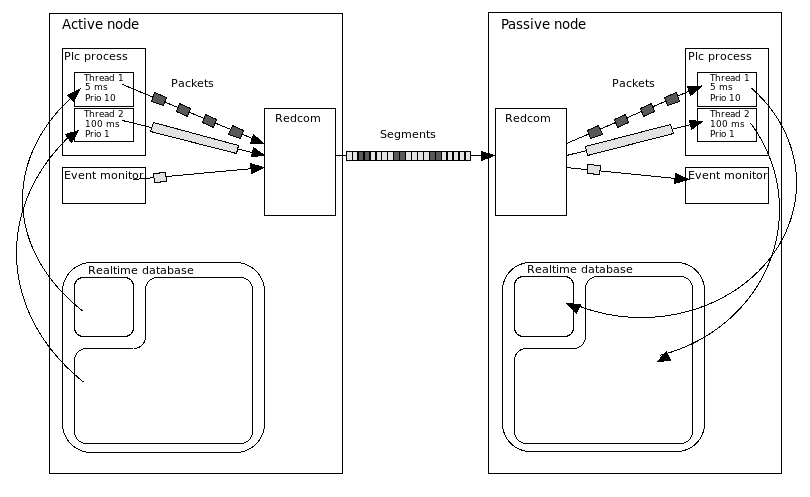 Active node
Plc process
Thread 1
5 ms
Prio 10
Thread 2
100 ms
Prio 1
Event monitor
Packets
Redcom
Realtime database
Segments
Passive node
Redcom
Packets
Plc process
Thread 1
5 ms
Prio 10
Thread 2
100 ms
Prio 1
Event monitor
Realtime database